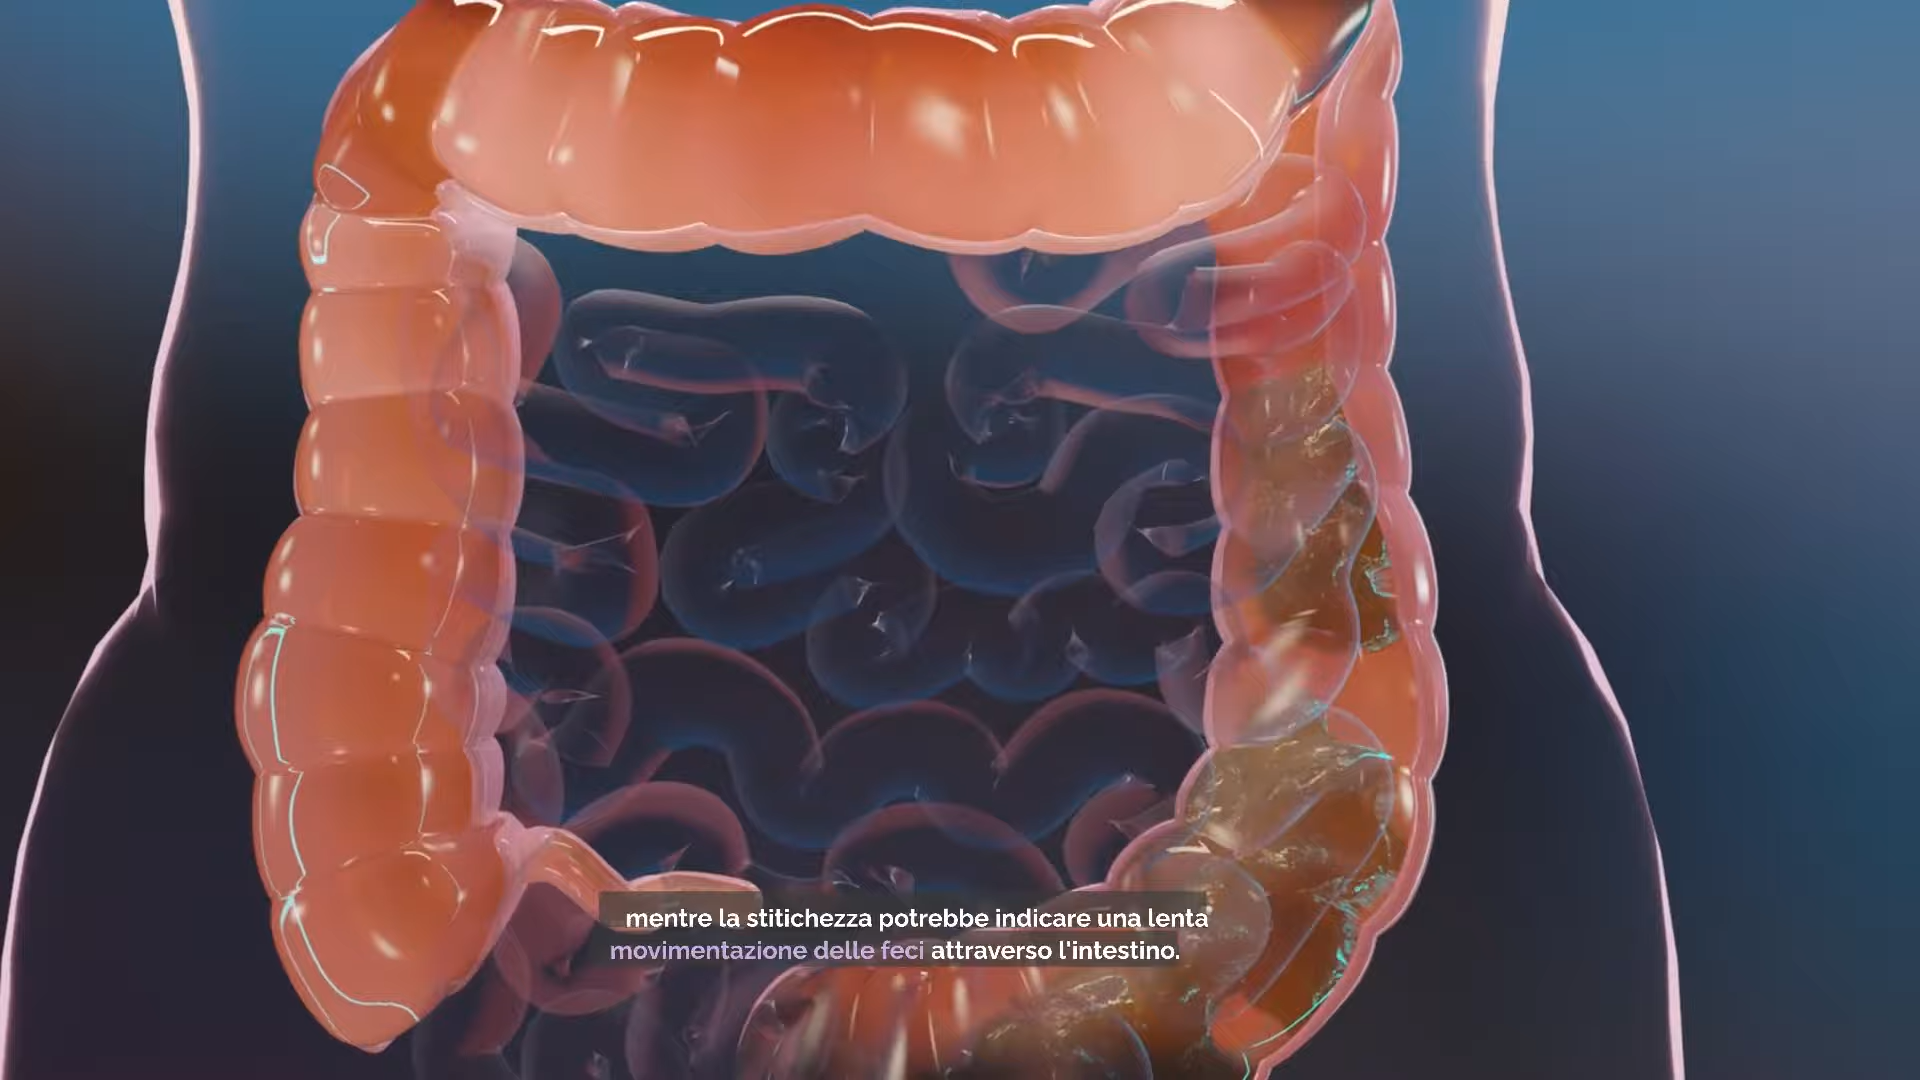 mentre la stitichezza potrebbe indicare una lenta
movimentazione delle feci attraverso l'intestino.